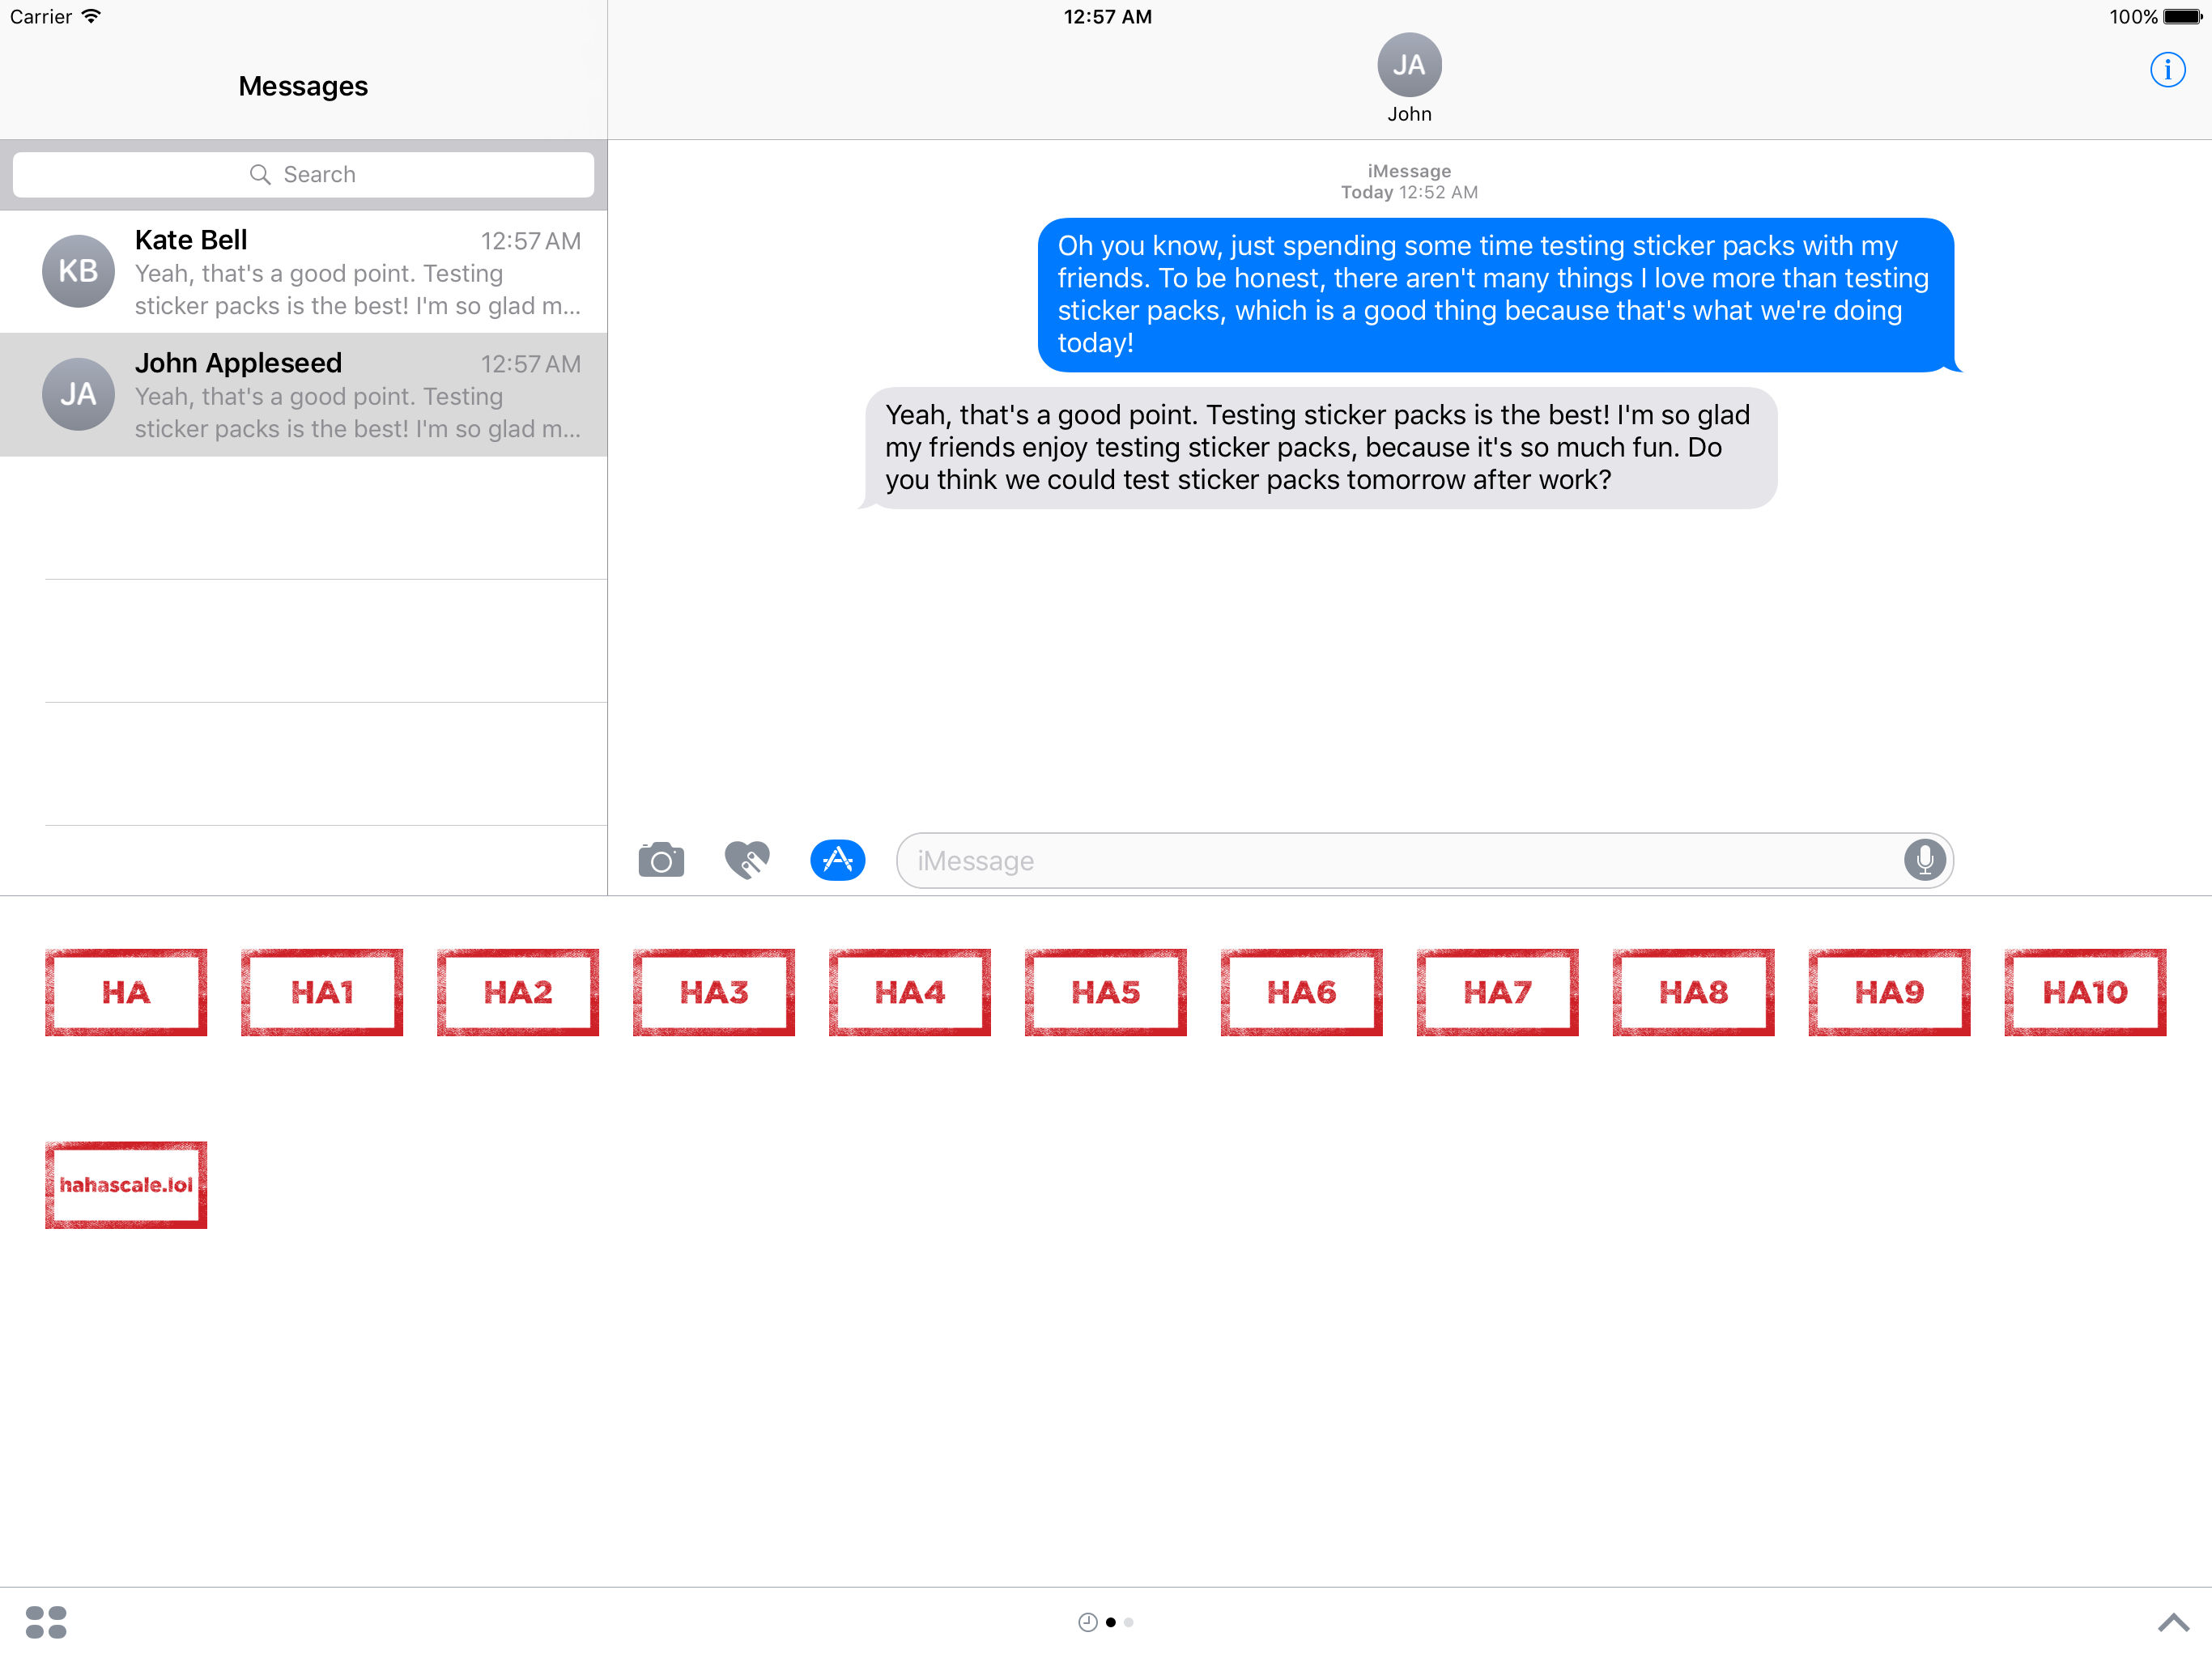 Carrier
12:57 AM
100%
Messages
JA
John
Search
Kate Bell
12:57 AM
KB
Yeah, that's a good point. Testing
sticker packs is the best! I'm so glad m...
John Appleseed
12:57 AM
JA
Yeah, that's a good point. Testing
sticker packs is the best! I'm so glad m...
iMessage
Today 12:52 AM
Oh you know, just spending some time testing sticker packs with my
friends. To be honest, there aren't many things I love more than testing
sticker packs, which is a good thing because that's what we're doing
today!
Yeah, that's a good point. Testing sticker packs is the best! I'm so glad
my friends enjoy testing sticker packs, because it's so much fun. Do
you think we could test sticker packs tomorrow after work?
iMessage
HA
HA1
HA2
HA3
HA4
HA5
HA6
HA7
HA8
HA9
HA10
hahascale.lol